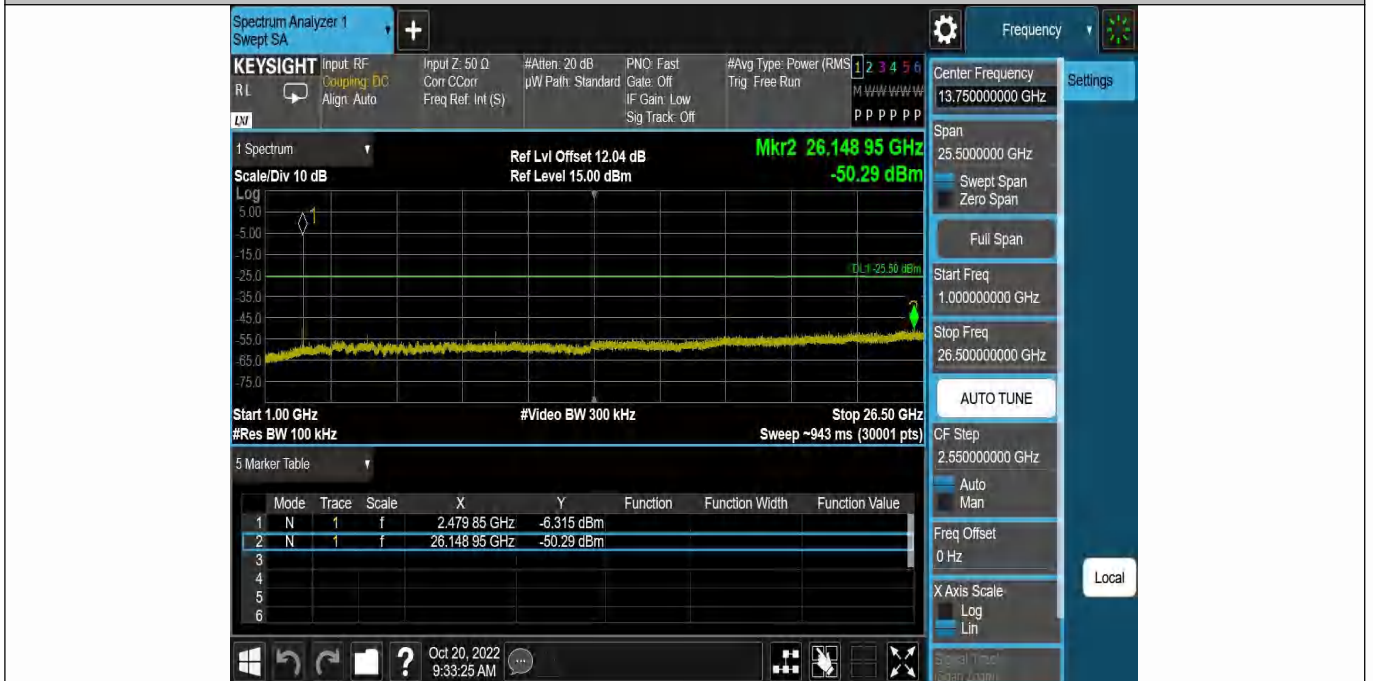 Spectrum Analyzer 1
Swept SA
+
Frequency
KEYSIGHT
RL
LXI
Input: RF
Coupling: DC
Align: Auto
Input Z: 50 Ω
Corr CCorr
Freq Ref: Int (S)
#Atten: 20 dB
µW Path: Standard
PNO: Fast
Gate: Off
IF Gain: Low
Sig Track: Off
#Avg Type: Power (RMS
Trig: Free Run
1 2 3 4 5 6
M W W W W W
P P P P P P
Center Frequency
13.750000000 GHz
Settings
1 Spectrum
Scale/Div 10 dB
Ref Lvl Offset 12.04 dB
Ref Level 15.00 dBm
Mkr2 26.148 95 GHz
-50.29 dBm
Log
5.00
-5.00
-15.0
-25.0
-35.0
-45.0
-55.0
-65.0
-75.0
1
DL1 -25.50 dBm
2
Start 1.00 GHz
#Res BW 100 kHz
#Video BW 300 kHz
Stop 26.50 GHz
Sweep ~943 ms (30001 pts)
Span
25.5000000 GHz
Swept Span
Zero Span
Full Span
Start Freq
1.000000000 GHz
Stop Freq
26.500000000 GHz
AUTO TUNE
CF Step
2.550000000 GHz
Auto
Man
Freq Offset
0 Hz
X Axis Scale
Log
Lin
Signal Track
(Span Zoom)
Local
5 Marker Table
Mode Trace Scale X Y Function Function Width Function Value
1 N 1 f 2.479 85 GHz -6.315 dBm
2 N 1 f 26.148 95 GHz -50.29 dBm
3
4
5
6
?
Oct 20, 2022
9:33:25 AM